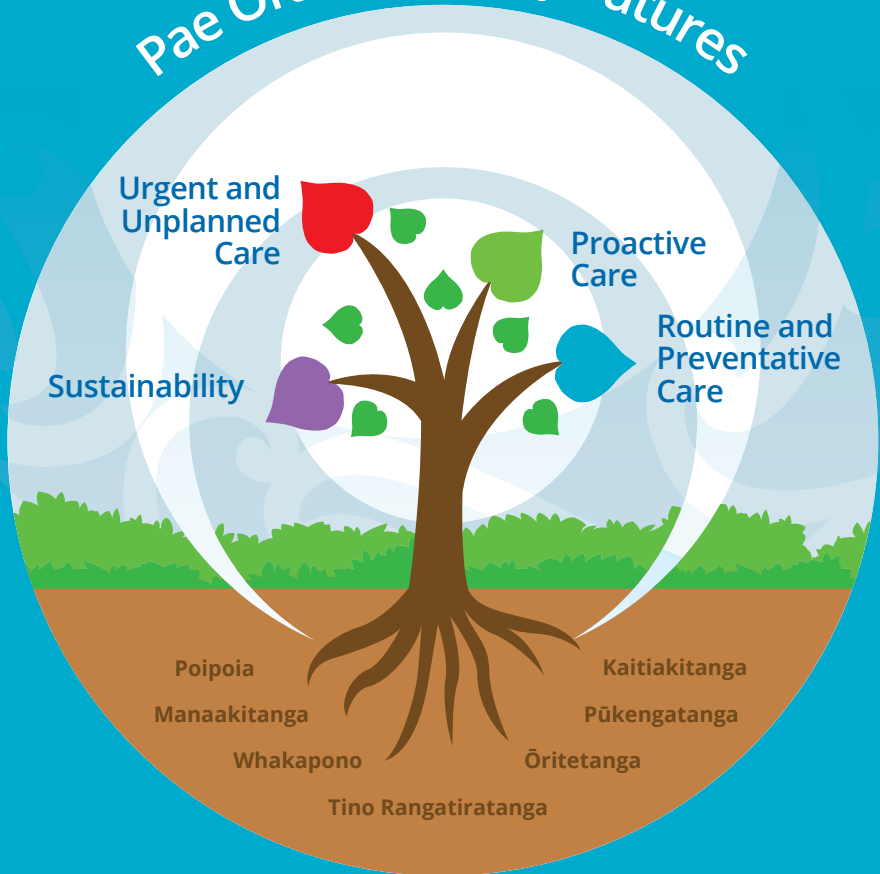 Pae
Urgent and
Unplanned
Care
Proactive
Care
Routine and
Preventative
Care
Sustainability
Poipoia
Kaitiakitanga
Manaakitanga
Pūkengatanga
Whakapono
Ōritetanga
Tino Rangatiratanga